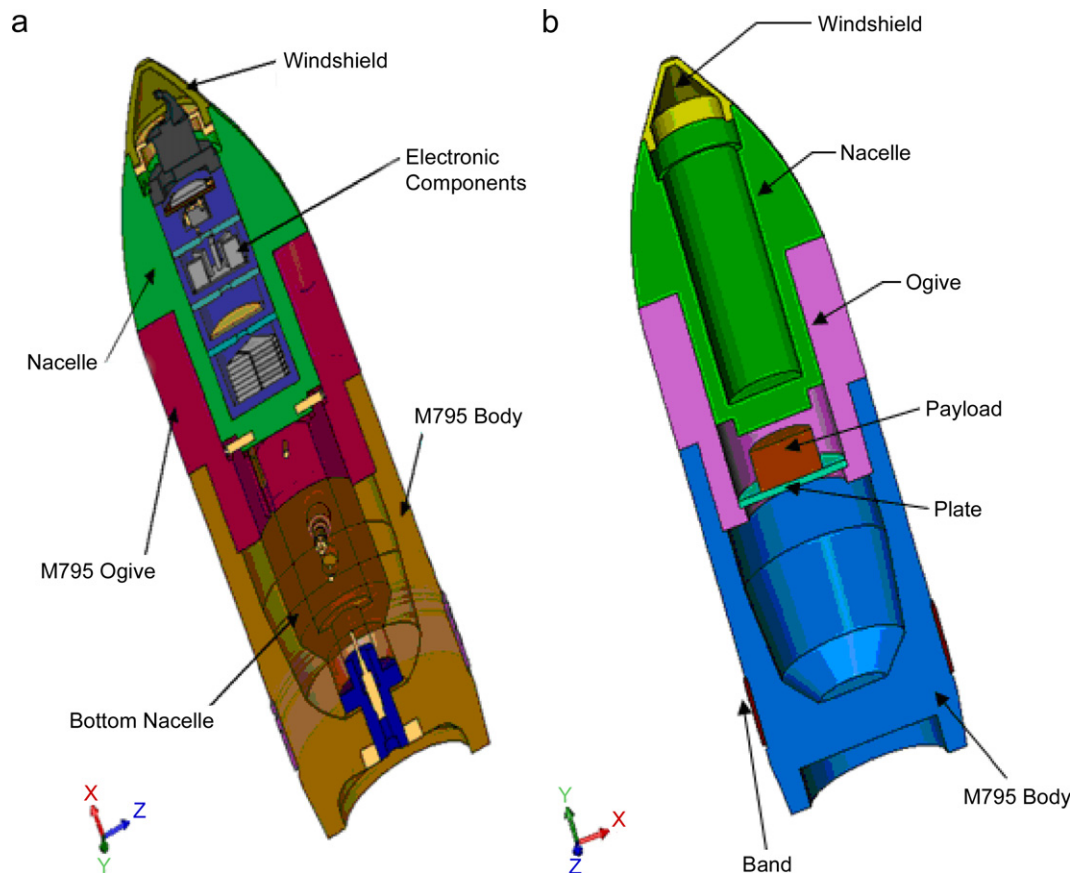 a
Windshield
Electronic
Components
Nacelle
M795 Body
M795 Ogive
Bottom Nacelle
X
Z
Y
b
Windshield
Nacelle
Ogive
Payload
Plate
M795 Body
Band
Y
X
Z